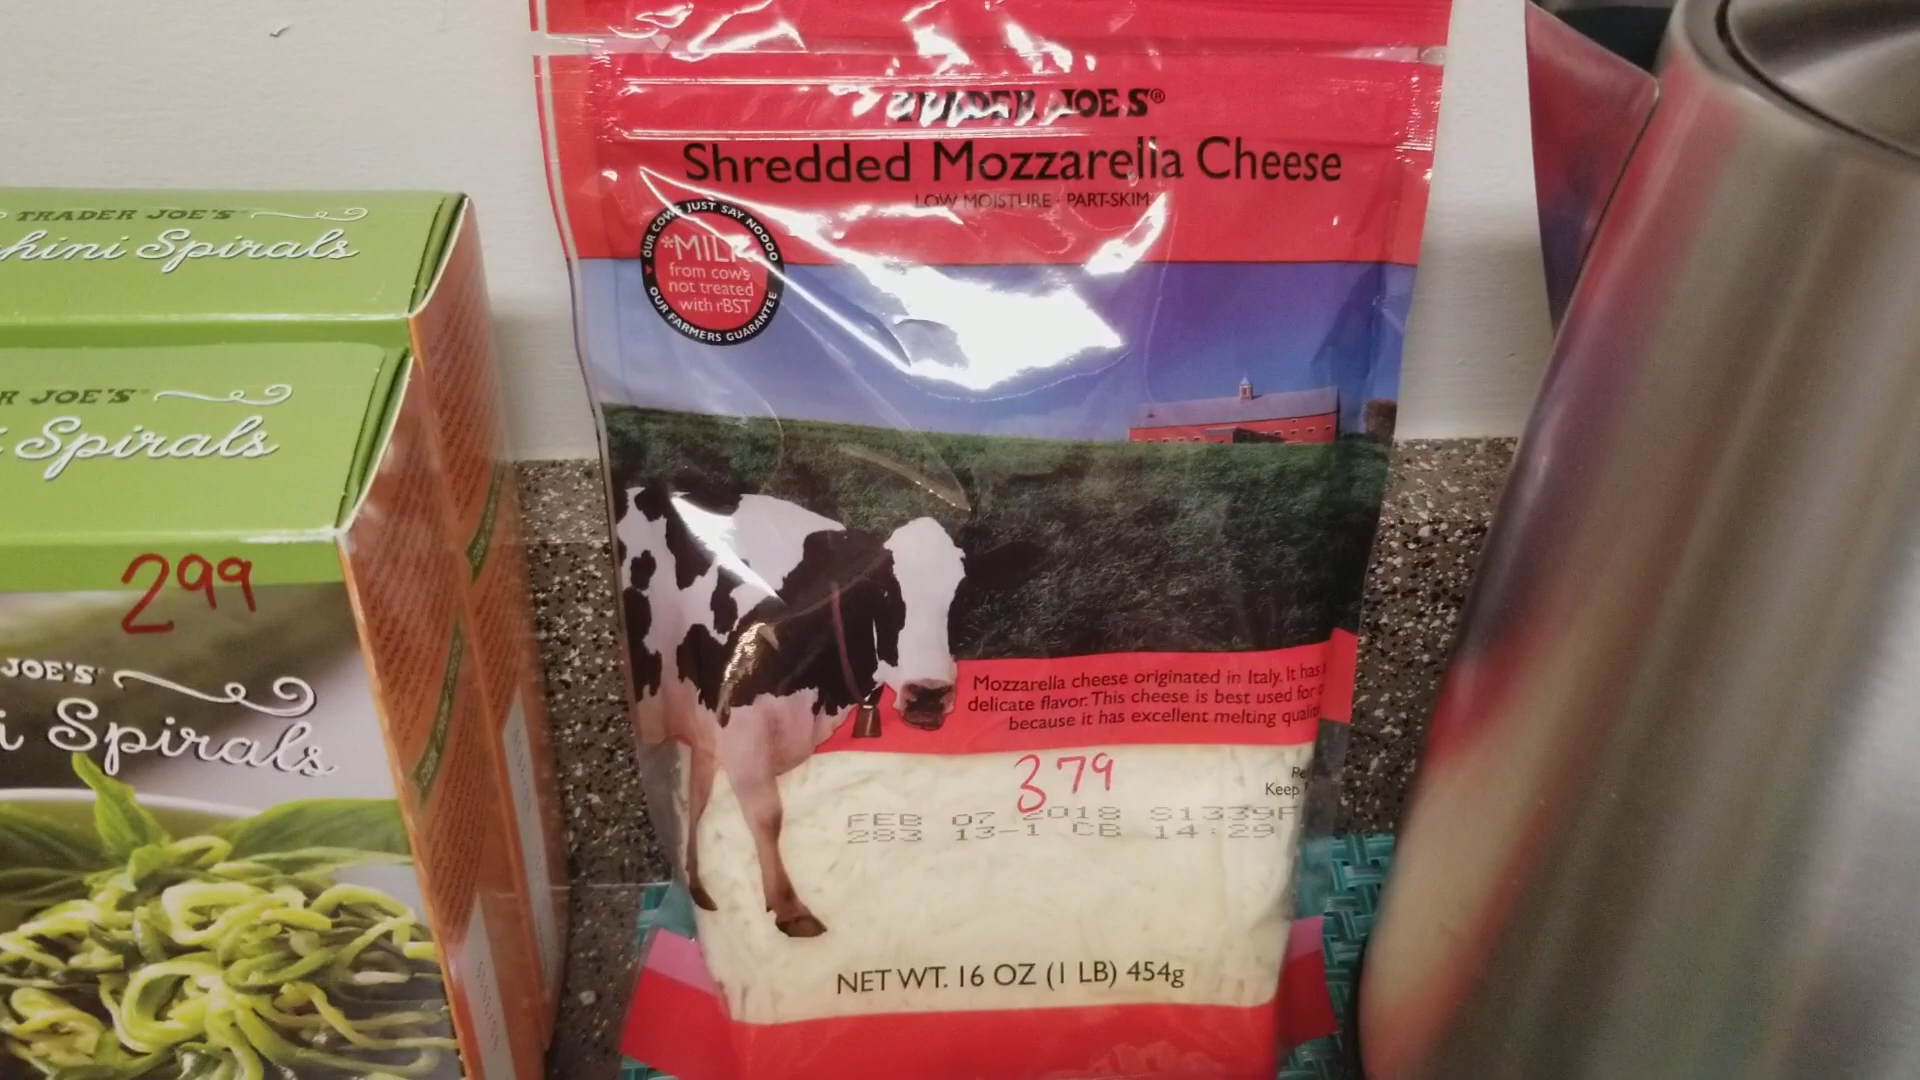 TRADER JOE'S
Spirals
JOE'S
Spirals
2.99
JOE'S
Spirals
TRADER JOE'S®
Shredded Mozzarella Cheese
LOW MOISTURE · PART-SKIM
OUR COWS JUST SAY NOOOO
*MILK
from cows
not treated
with rBST
OUR FARMERS GUARANTEE
Mozzarella cheese originated in Italy. It has
delicate flavor. This cheese is best used for
because it has excellent melting
3.79
Keep
FEB 07 2018 S1339F
283 13-1 CB 14:29
NET WT. 16 OZ (1 LB) 454g